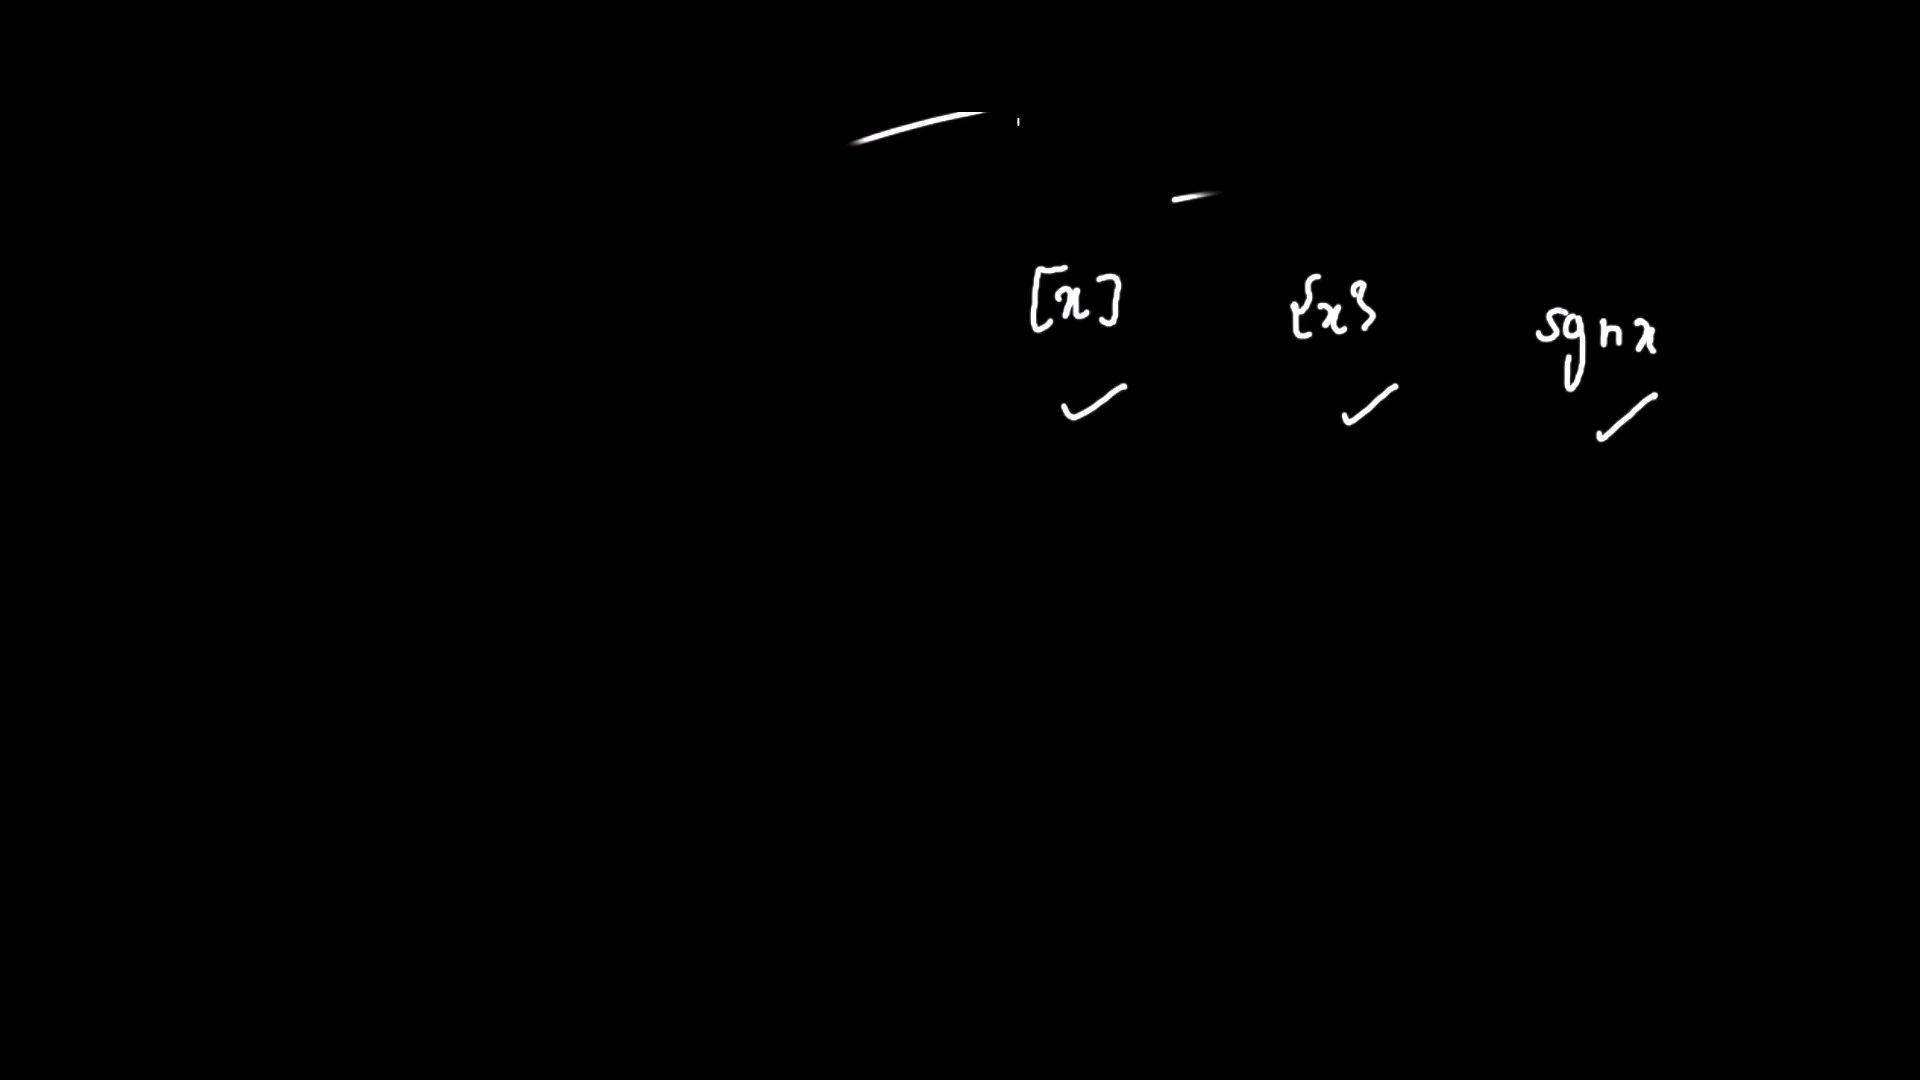 [x] {x} sgn x
✓ ✓ ✓